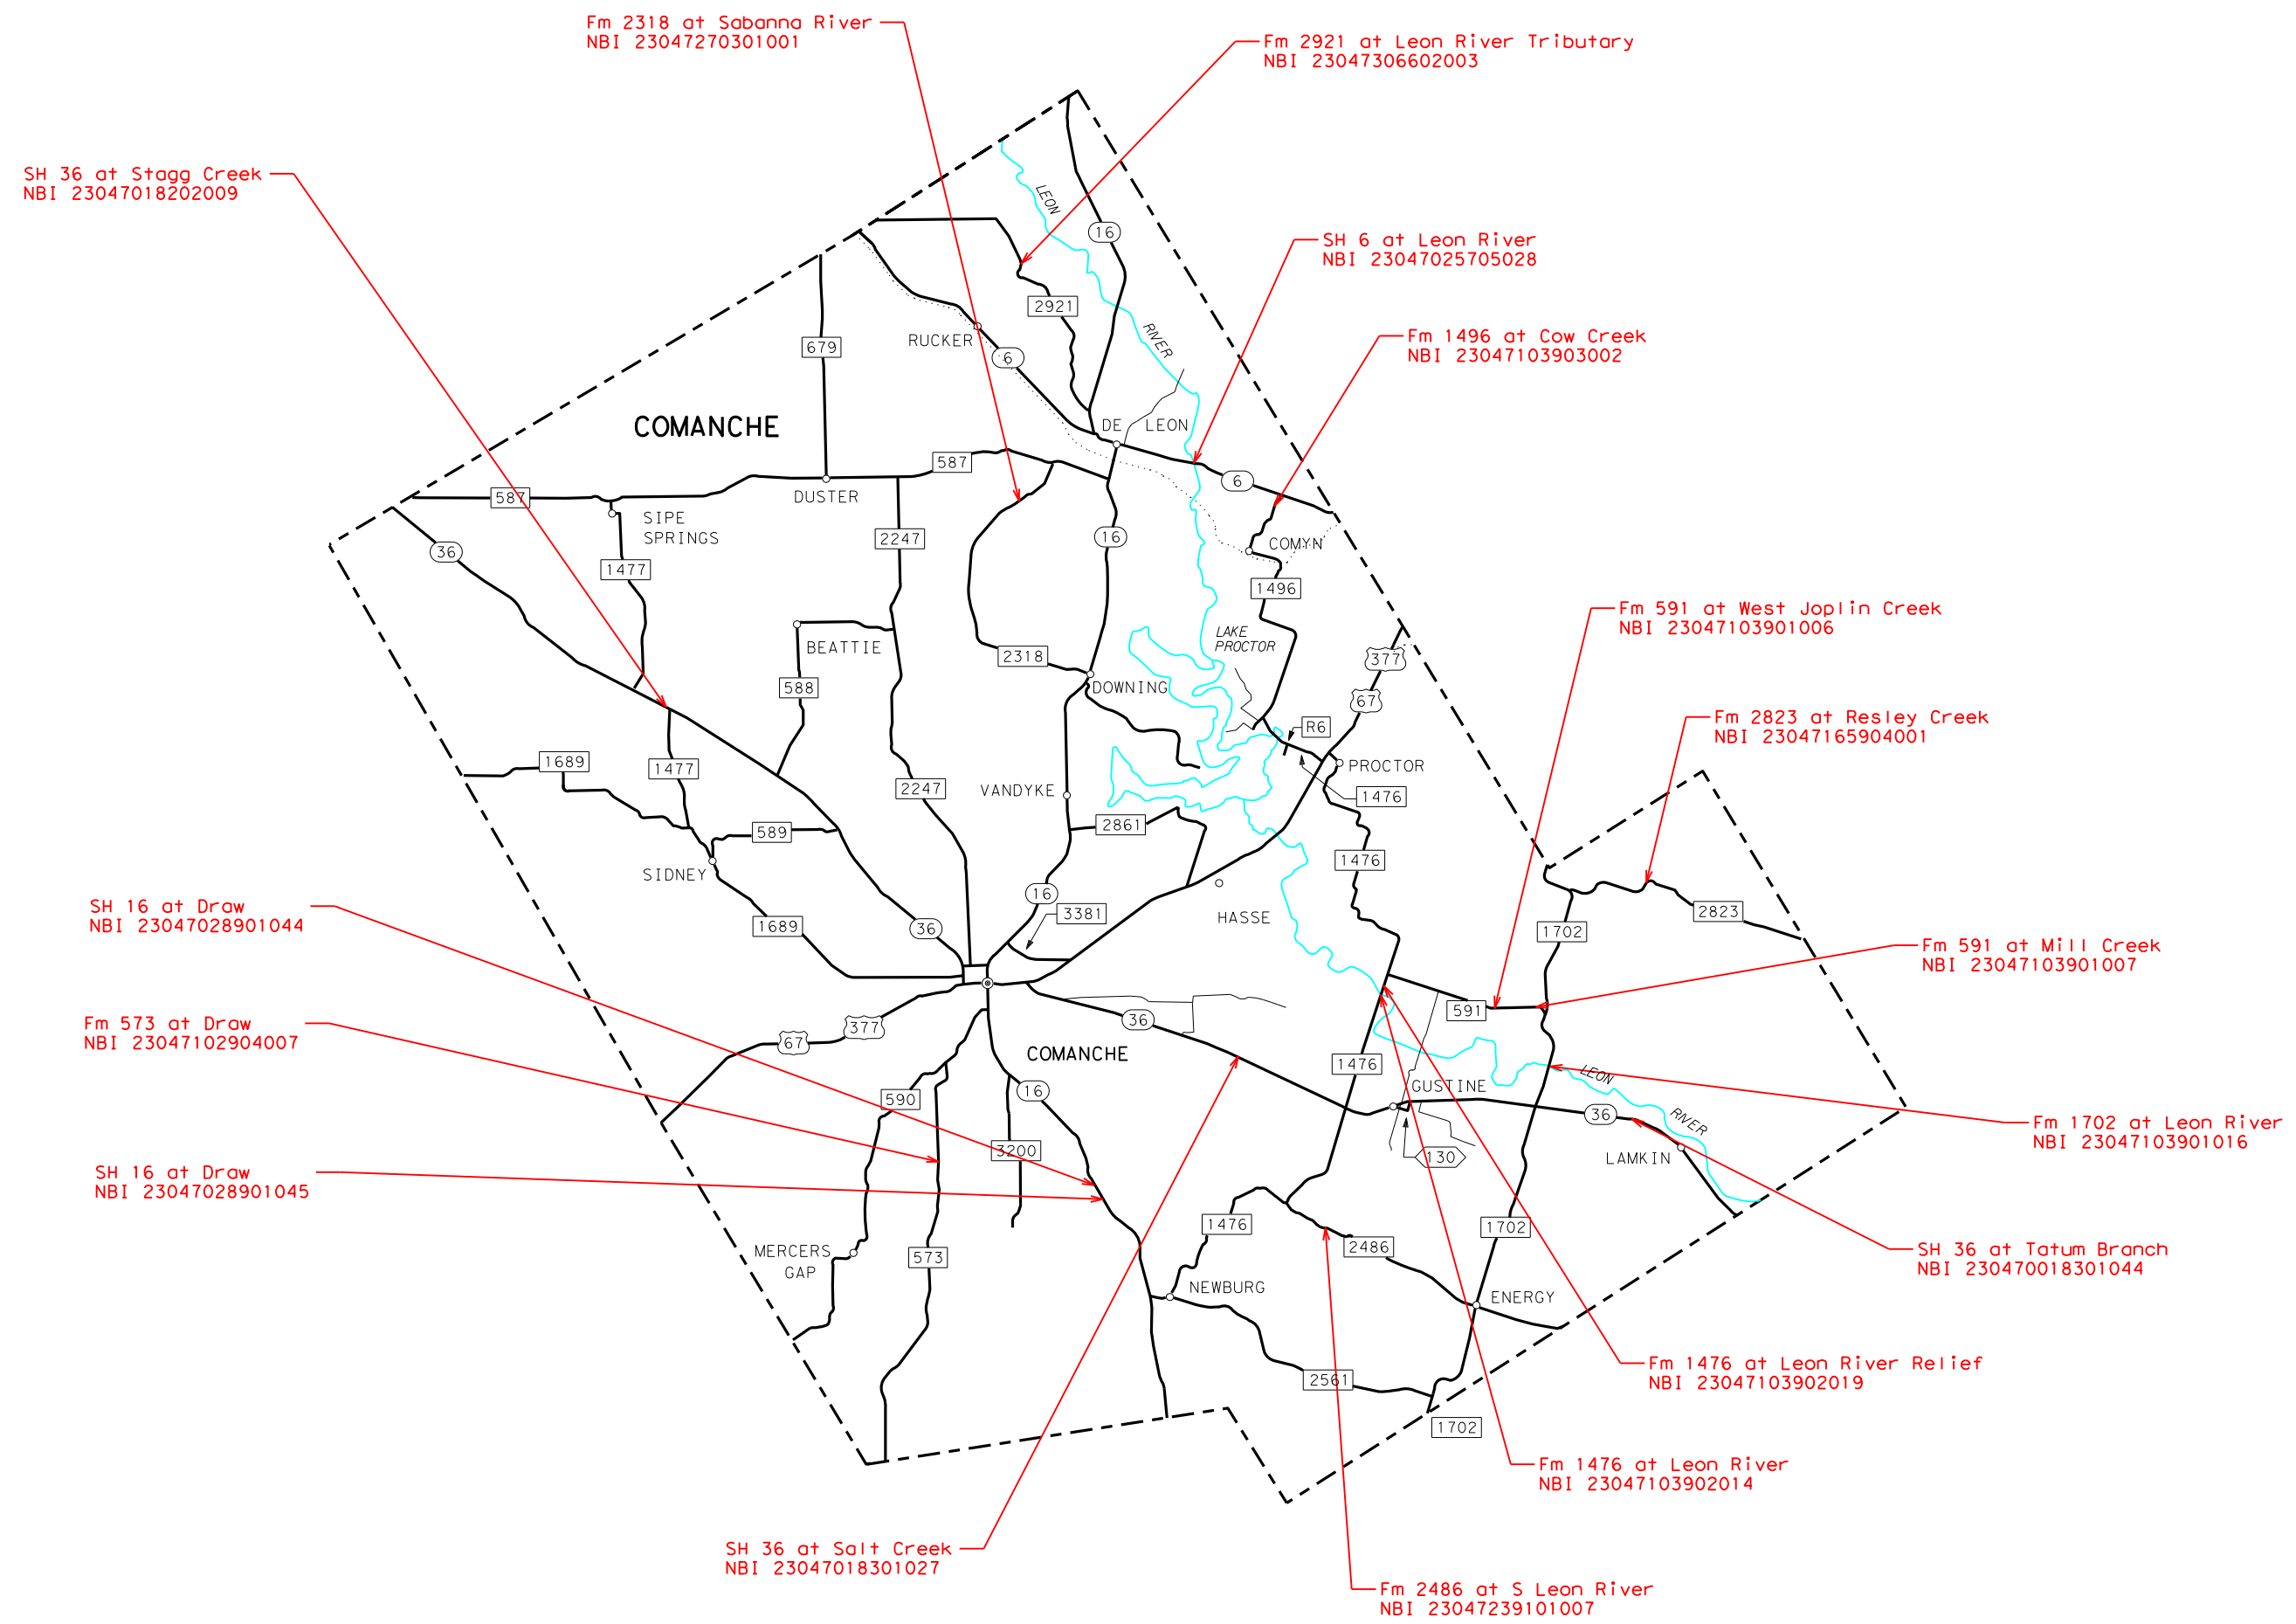 Fm 2318 at Sabanna River
NBI 23047270301001
Fm 2921 at Leon River Tributary
NBI 23047306602003
SH 36 at Stagg Creek
NBI 23047018202009
LEON
16
SH 6 at Leon River
NBI 23047025705028
2921
RIVER
679
RUCKER
6
Fm 1496 at Cow Creek
NBI 23047103903002
COMANCHE
DE LEON
587
6
587
DUSTER
SIPE
SPRINGS
2247
16
COMYN
36
1477
1496
Fm 591 at West Joplin Creek
NBI 23047103901006
LAKE
PROCTOR
BEATTIE
2318
377
588
DOWNING
67
Fm 2823 at Resley Creek
NBI 23047165904001
R6
1689
1477
PROCTOR
2247
VANDYKE
1476
2861
589
1476
SIDNEY
16
SH 16 at Draw
NBI 23047028901044
3381
HASSE
2823
1689
36
1702
Fm 591 at Mill Creek
NBI 23047103901007
591
36
Fm 573 at Draw
NBI 23047102904007
377
67
COMANCHE
1476
LEON
GUSTINE
16
590
36
RIVER
Fm 1702 at Leon River
NBI 23047103901016
3200
130
LAMKIN
SH 16 at Draw
NBI 23047028901045
1476
1702
MERCERS
GAP
573
2486
SH 36 at Tatum Branch
NBI 230470018301044
NEWBURG
ENERGY
Fm 1476 at Leon River Relief
NBI 23047103902019
2561
1702
Fm 1476 at Leon River
NBI 23047103902014
SH 36 at Salt Creek
NBI 23047018301027
Fm 2486 at S Leon River
NBI 23047239101007